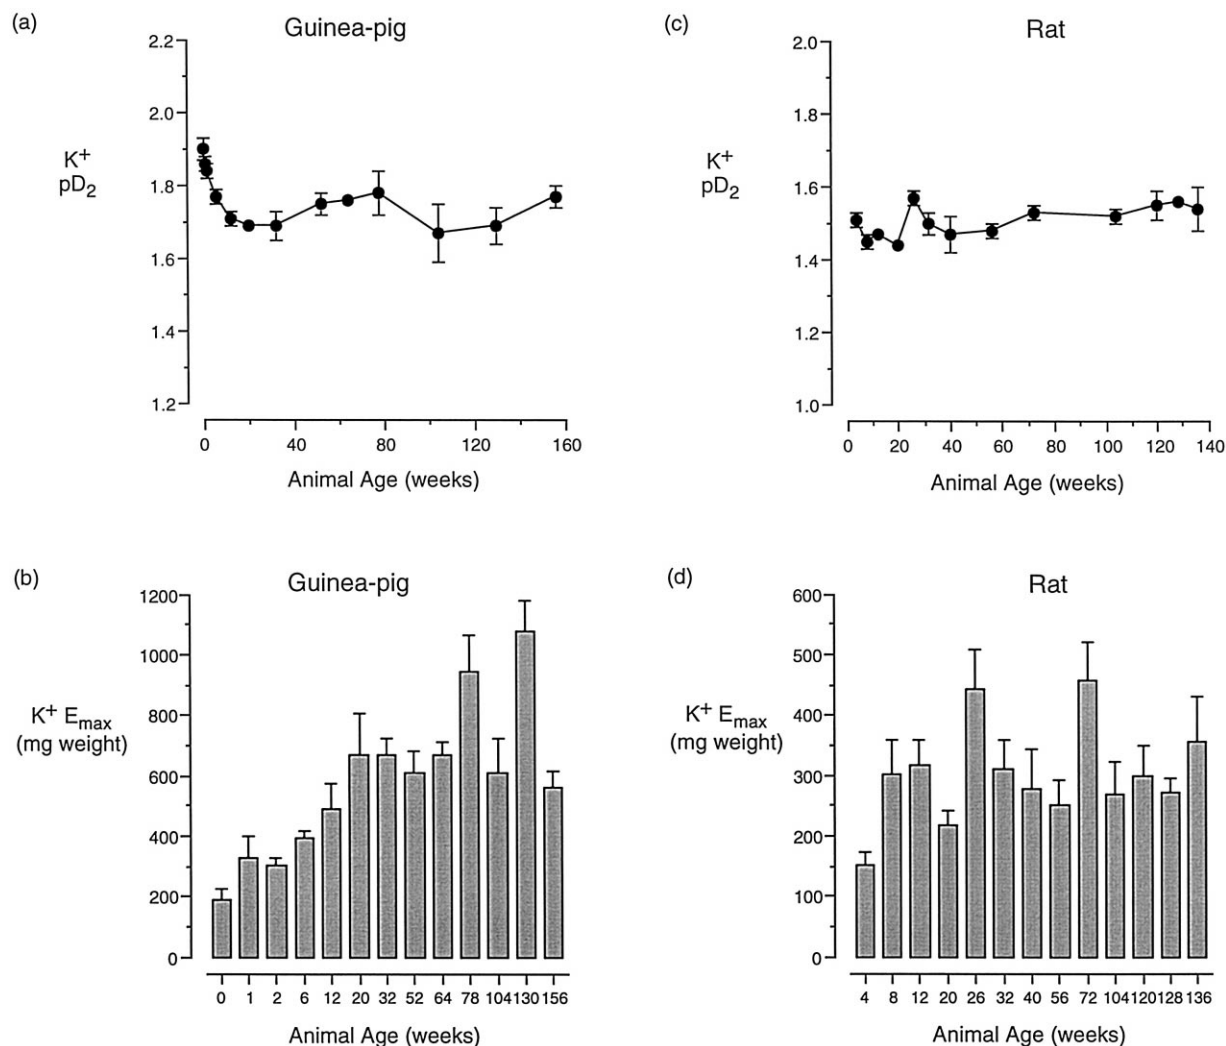 (a)
Guinea-pig
K+
pD2
2.2
2.0
1.8
1.6
1.4
1.2
0 40 80 120 160
Animal Age (weeks)
(c)
Rat
K+
pD2
2.0
1.8
1.6
1.4
1.2
1.0
0 20 40 60 80 100 120 140
Animal Age (weeks)
(b)
Guinea-pig
K+ Emax
(mg weight)
1200
1000
800
600
400
200
0
0 1 2 6 12 20 32 52 64 78 104 130 156
Animal Age (weeks)
(d)
Rat
K+ Emax
(mg weight)
600
500
400
300
200
100
0
4 8 12 20 26 32 40 56 72 104 120 128 136
Animal Age (weeks)